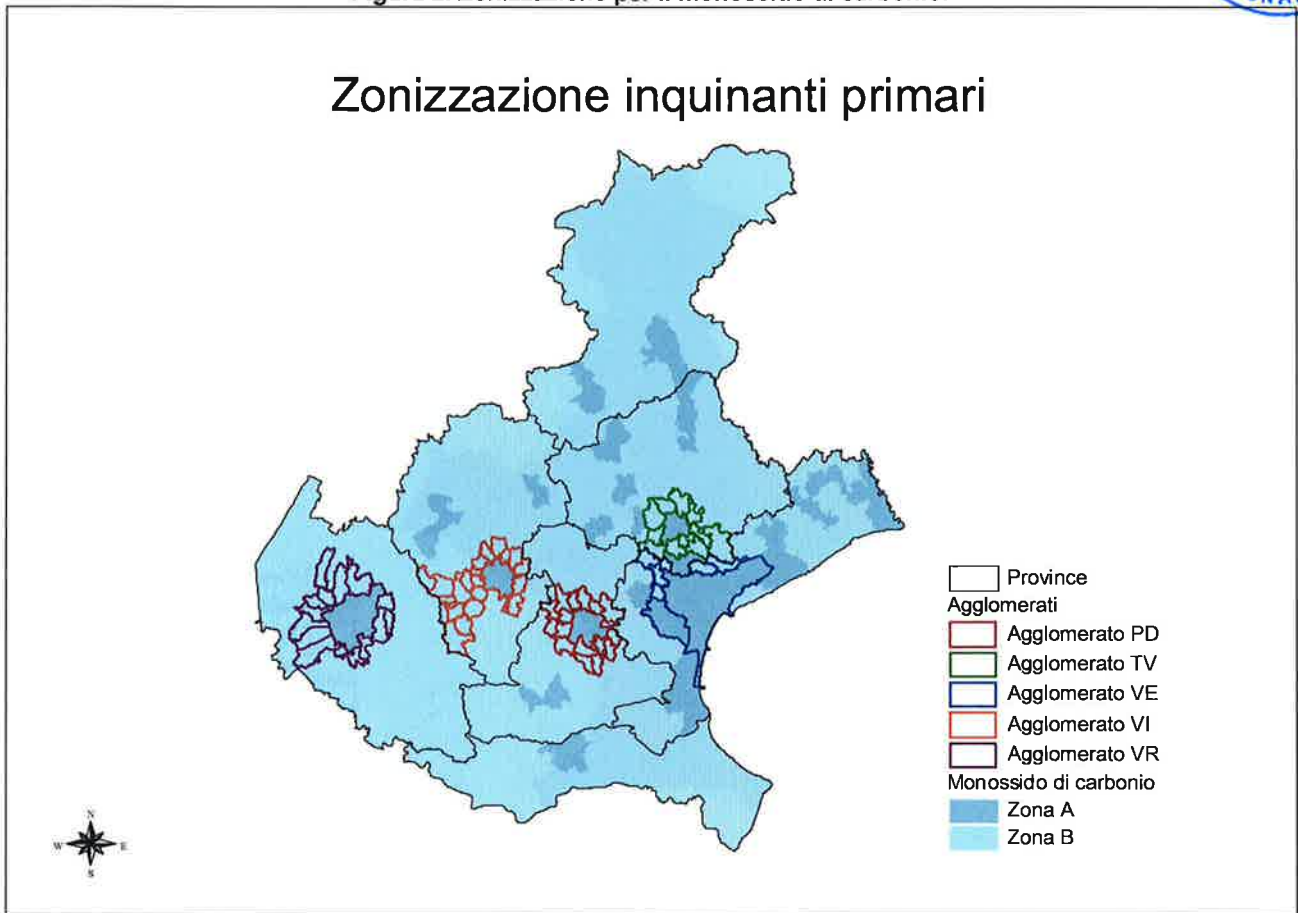 Zonizzazione inquinanti primari
Province
Agglomerati
Agglomerato PD
Agglomerato TV
Agglomerato VE
Agglomerato VI
Agglomerato VR
Monossido di carbonio
Zona A
Zona B
N
W E
S